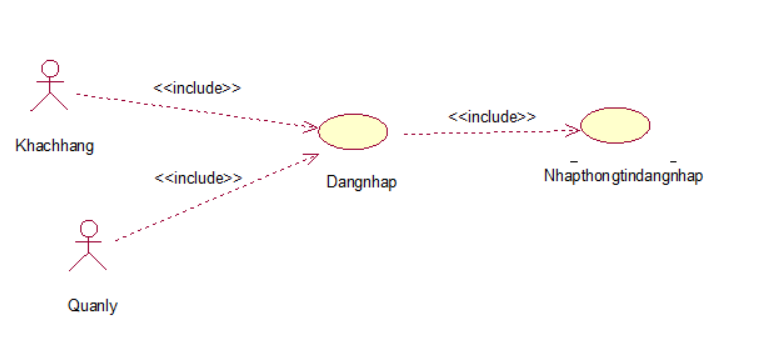 <<include>>
<<include>>
Khachhang
<<include>>
Dangnhap
Nhapthongtindangnhap
Quanly